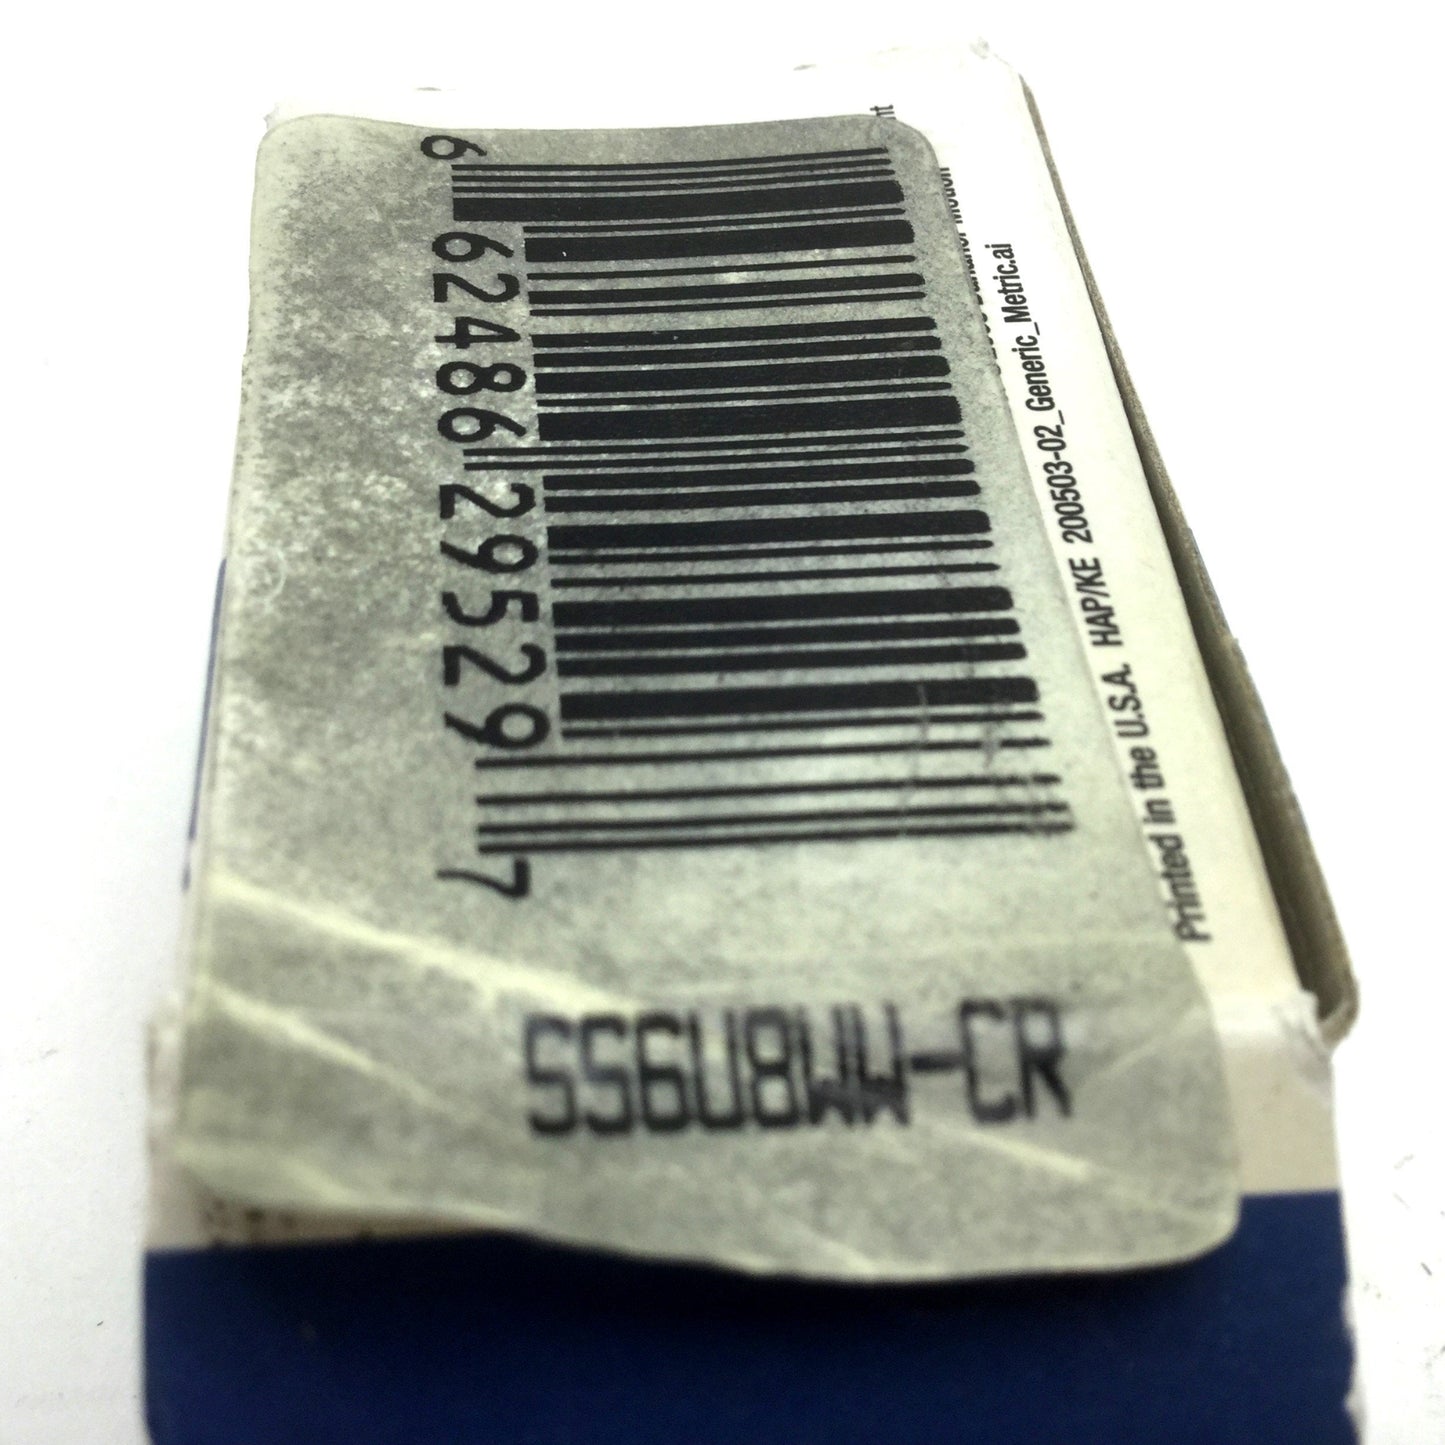 6 62486 29529 7
SS6U8WW-CR
Printed in the U.S.A. HAP/KE 200503-02_Generic_Metric.ai